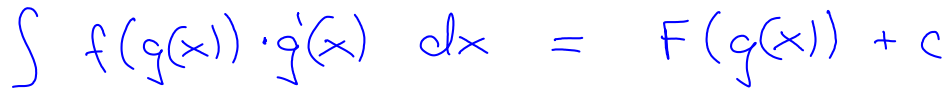 ∫ f(g(x)) · g'(x) dx = F(g(x)) + c